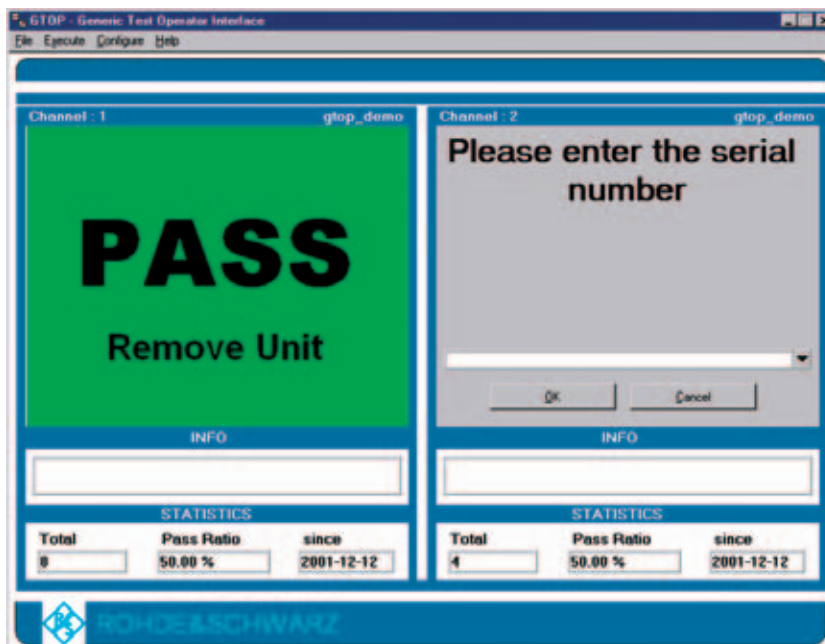 GTOP - Generic Test Operator Interface
File Execute Configure Help
Channel : 1 gtop_demo
PASS
Remove Unit
INFO
STATISTICS
Total Pass Ratio since
8 50.00 % 2001-12-12
Channel : 2 gtop_demo
Please enter the serial
number
OK Cancel
INFO
STATISTICS
Total Pass Ratio since
4 50.00 % 2001-12-12
ROHDE&SCHWARZ